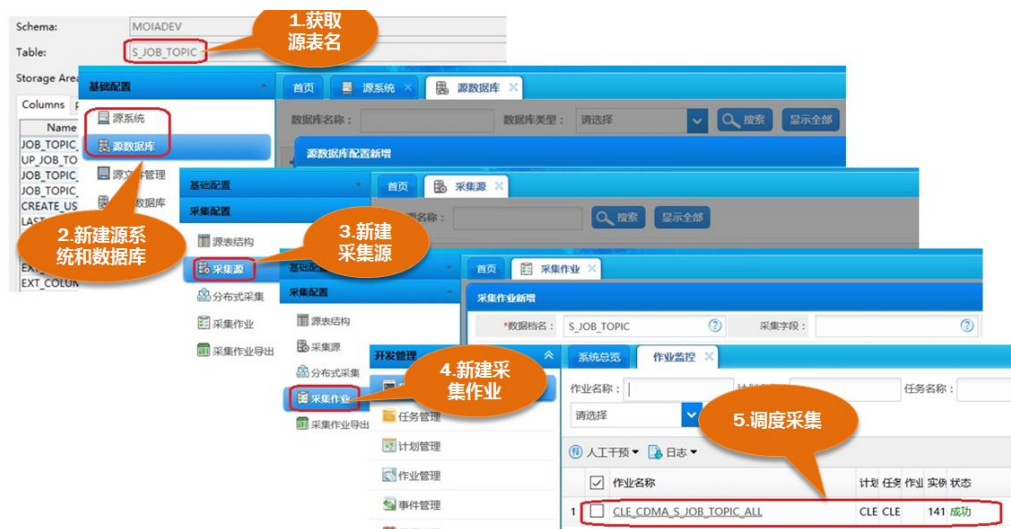 Schema:
MOIADEV
Table:
S_JOB_TOPIC
Storage Area
Columns
Name
JOB_TOPIC_
UP_JOB_TO
JOB_TOPIC_
JOB_TOPIC_
CREATE_US
EXT_COLUM
1.获取
源表名
基础配置
首页
源系统
源数据库
源系统
源数据库
源文件管理
数据库
数据库名称：
数据库类型：
请选择
搜索
显示全部
源数据库配置新增
2.新建源系
统和数据库
基础配置
采集配置
首页
采集源
源名称：
搜索
显示全部
源表结构
采集源
分布式采集
采集作业
采集作业导出
3.新建
采集源
基础配置
采集配置
首页
采集作业
采集作业新增
*数据档名：
S_JOB_TOPIC
采集字段：
源表结构
采集源
分布式采集
采集作业
采集作业导出
4.新建采
集作业
开发管理
任务管理
计划管理
作业管理
事件管理
系统总览
作业监控
作业名称：
任务名称：
请选择
5.调度采集
人工干预
日志
作业名称
计划
任务
作业
实例
状态
1
CLE_CDMA_S_JOB_TOPIC_ALL
CLE
CLE
141
成功